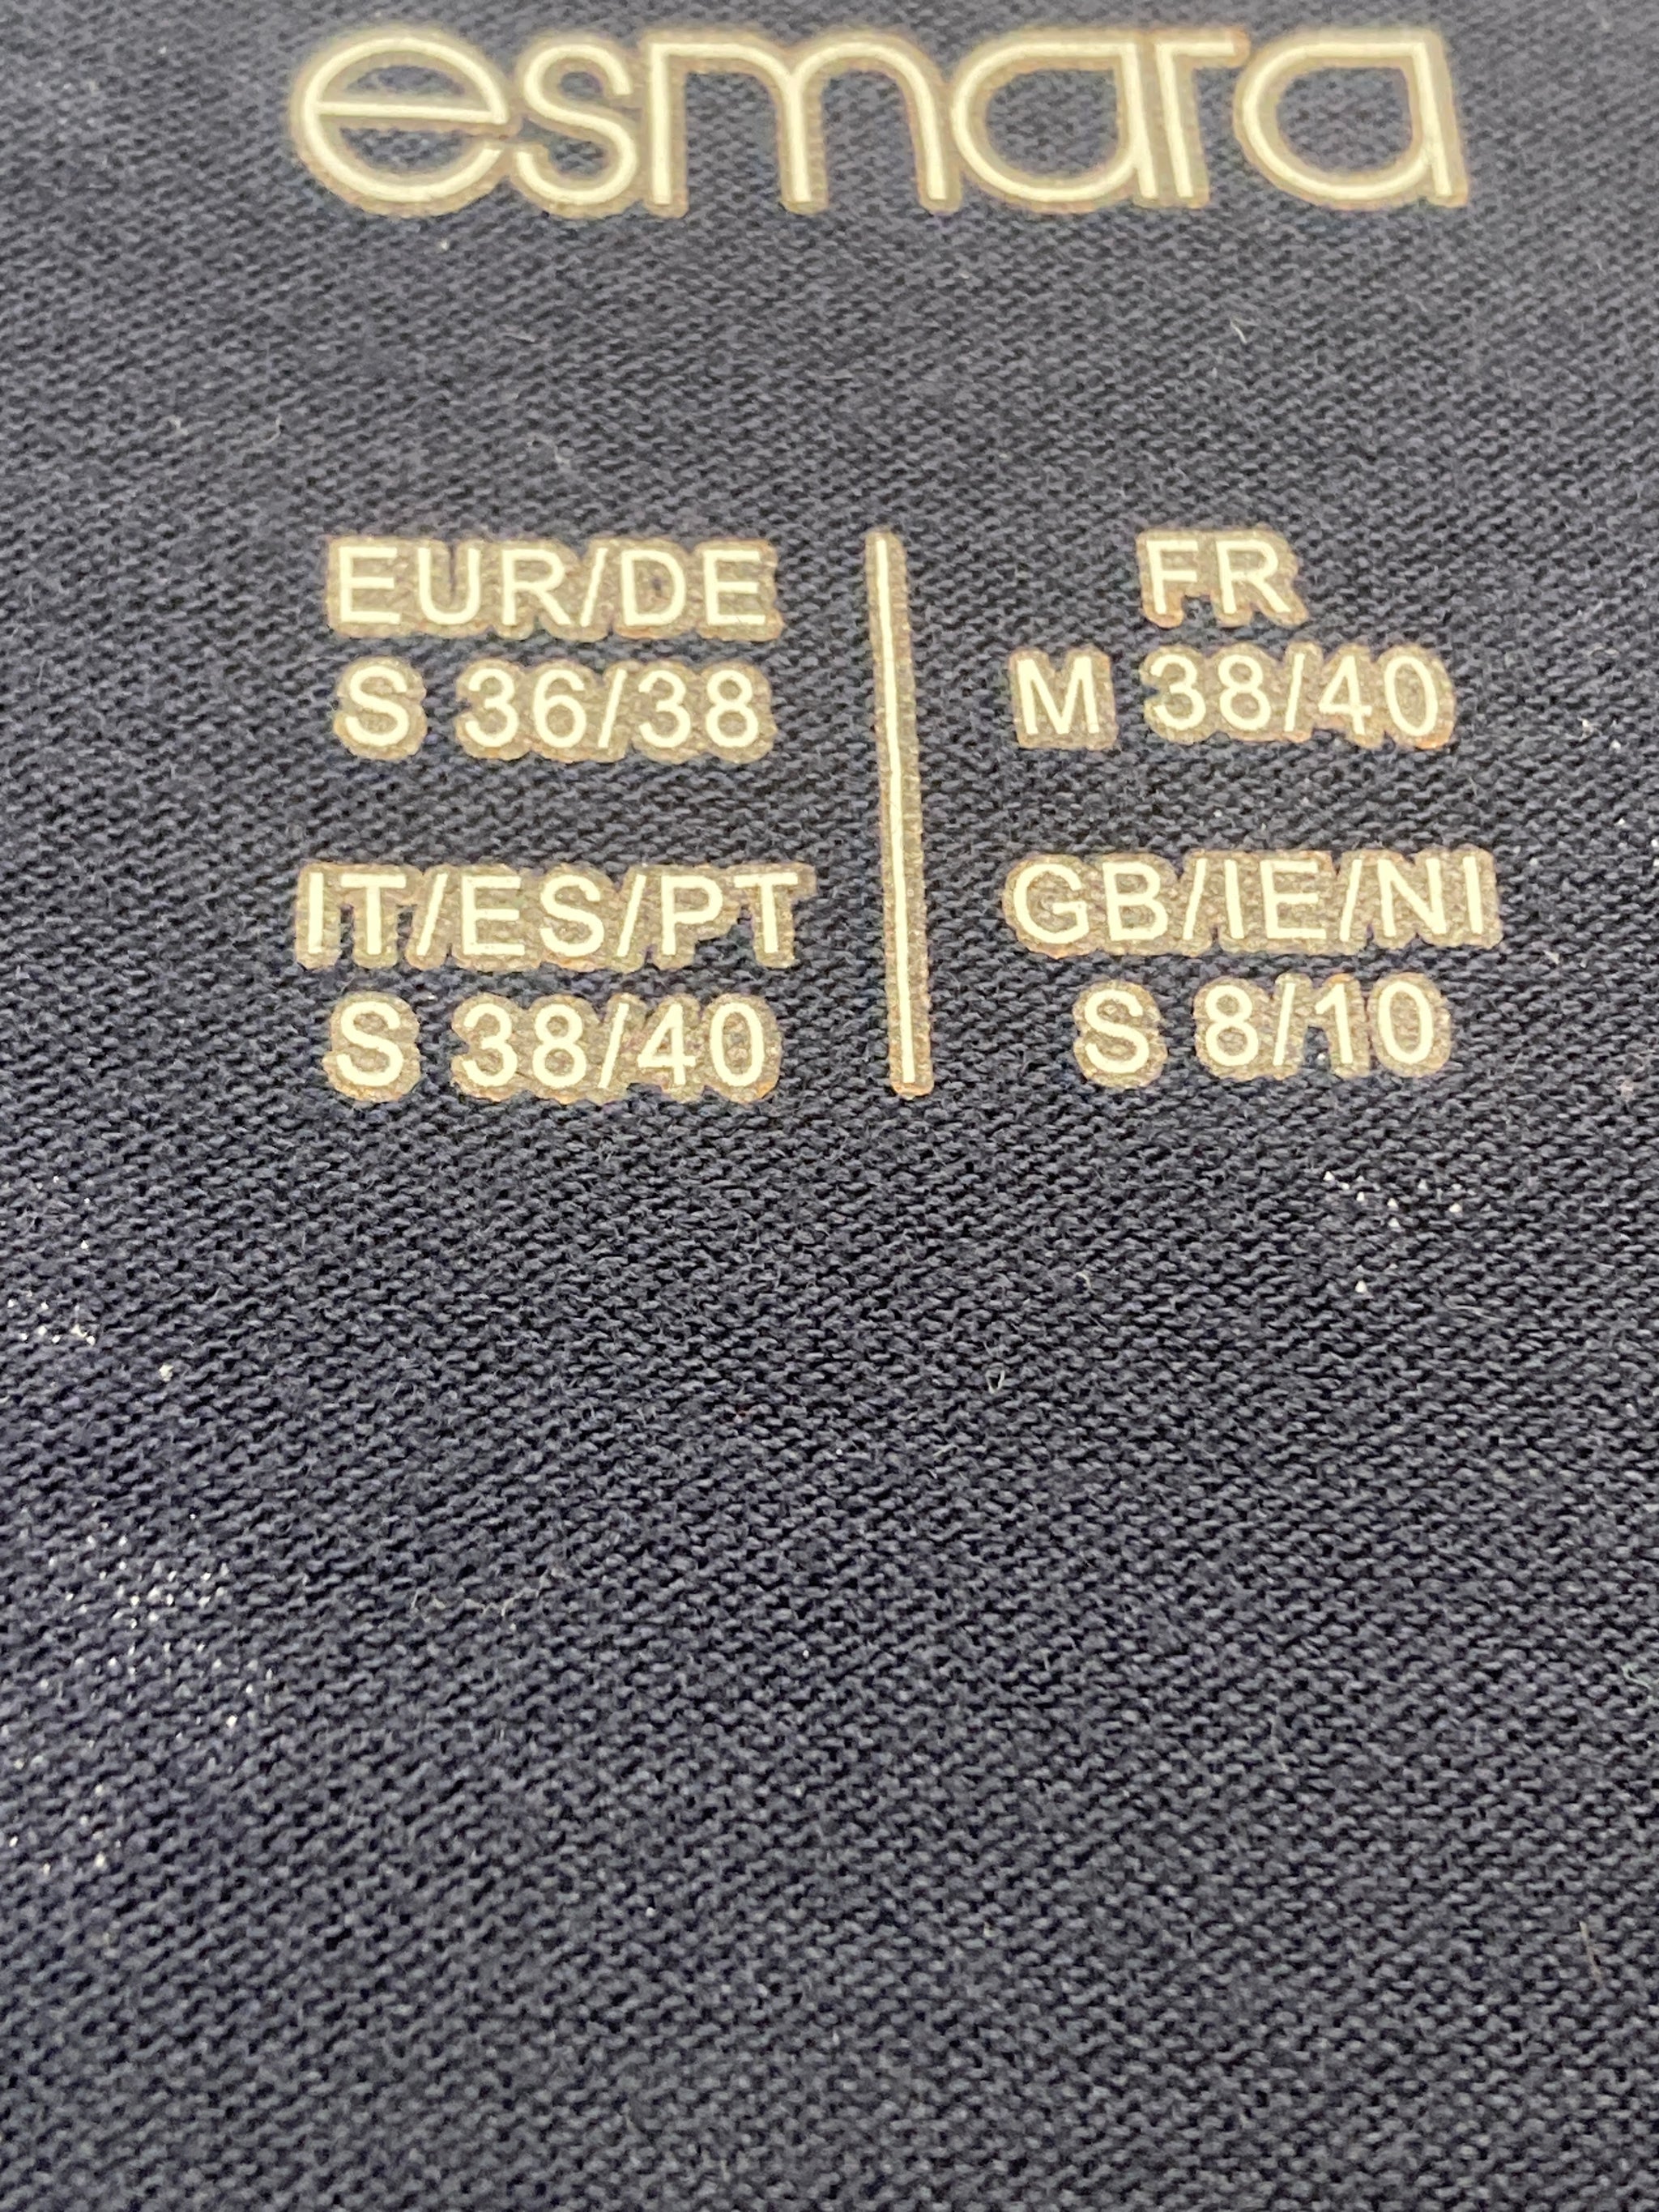 esmara
EUR/DE
S 36/38
FR
M 38/40
IT/ES/PT
S 38/40
GB/IE/NI
S 8/10